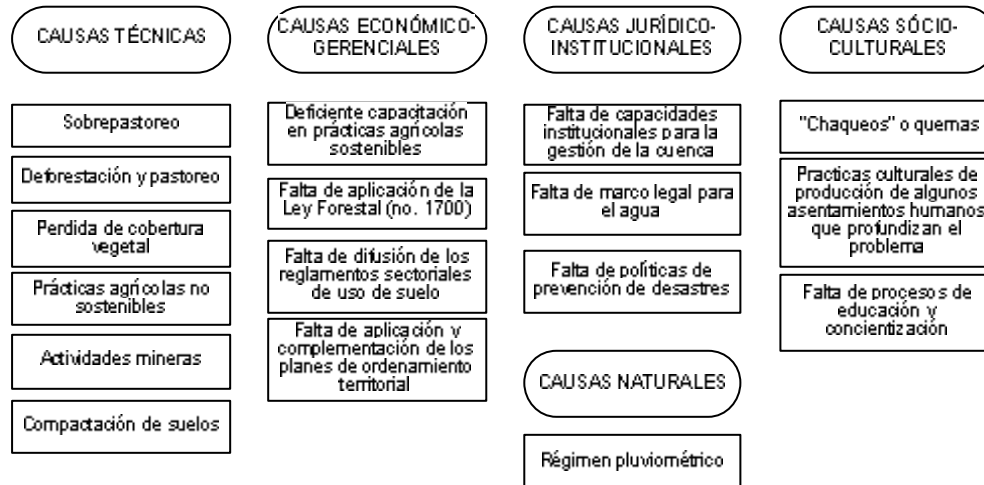 CAUSAS TÉCNICAS
Sobrepastoreo
Deforestación y pastoreo
Perdida de cobertura
vegetal
Prácticas agrícolas no
sostenibles
Actividades mineras
Compactación de suelos
CAUSAS ECONÓMICO-
GERENCIALES
Deficiente capacitación
en prácticas agrícolas
sostenibles
Falta de aplicación de la
Ley Forestal (no. 1700)
Falta de difusión de los
reglamentos sectoriales
de uso de suelo
Falta de aplicación y
complementación de los
planes de ordenamiento
territorial
CAUSAS JURÍDICO-
INSTITUCIONALES
Falta de capacidades
institucionales para la
gestión de la cuenca
Falta de marco legal para
el agua
Falta de políticas de
prevención de desastres
CAUSAS NATURALES
Régimen pluviométrico
CAUSAS SÓCIO-
CULTURALES
"Chaqueos" o quemas
Practicas culturales de
producción de algunos
asentamientos humanos
que profundizan el
problema
Falta de procesos de
educación y
concientización